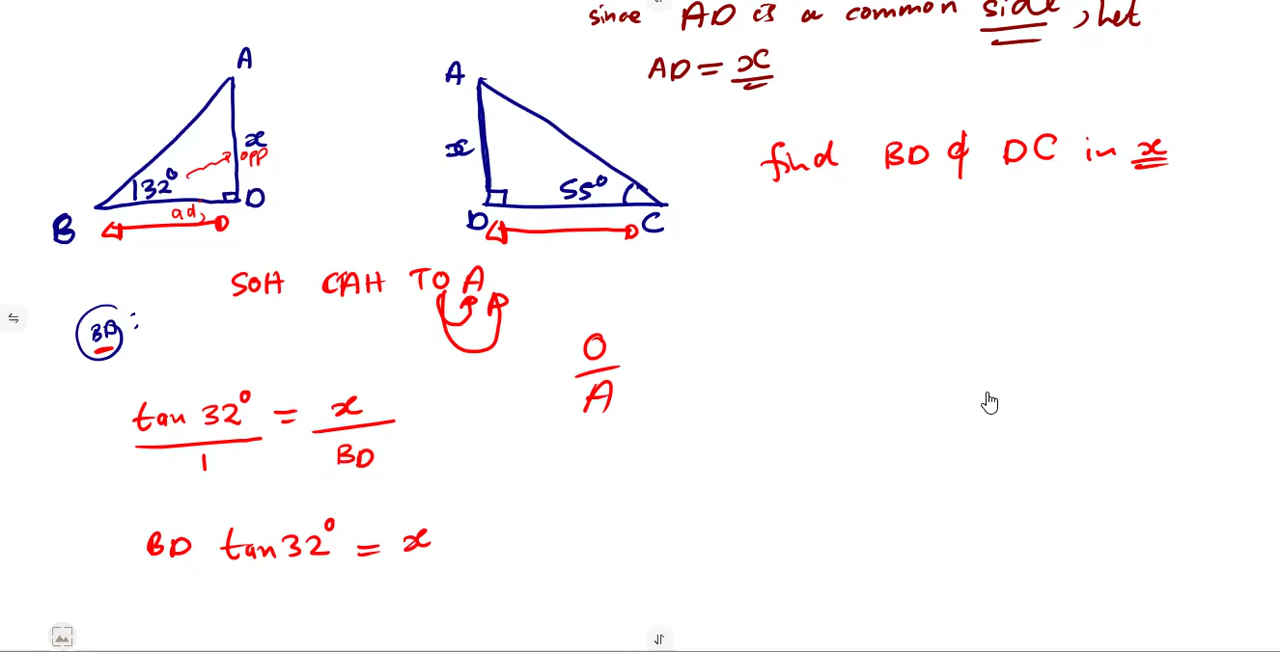 since AD is a common side, let
AD = x
find BD & DC in x
A
x
opp
132°
D
adj
B
A
x
55°
D
C
SOH CAH TOA
BD :
O
A
tan 32° = x
1
BD
BD tan 32° = x